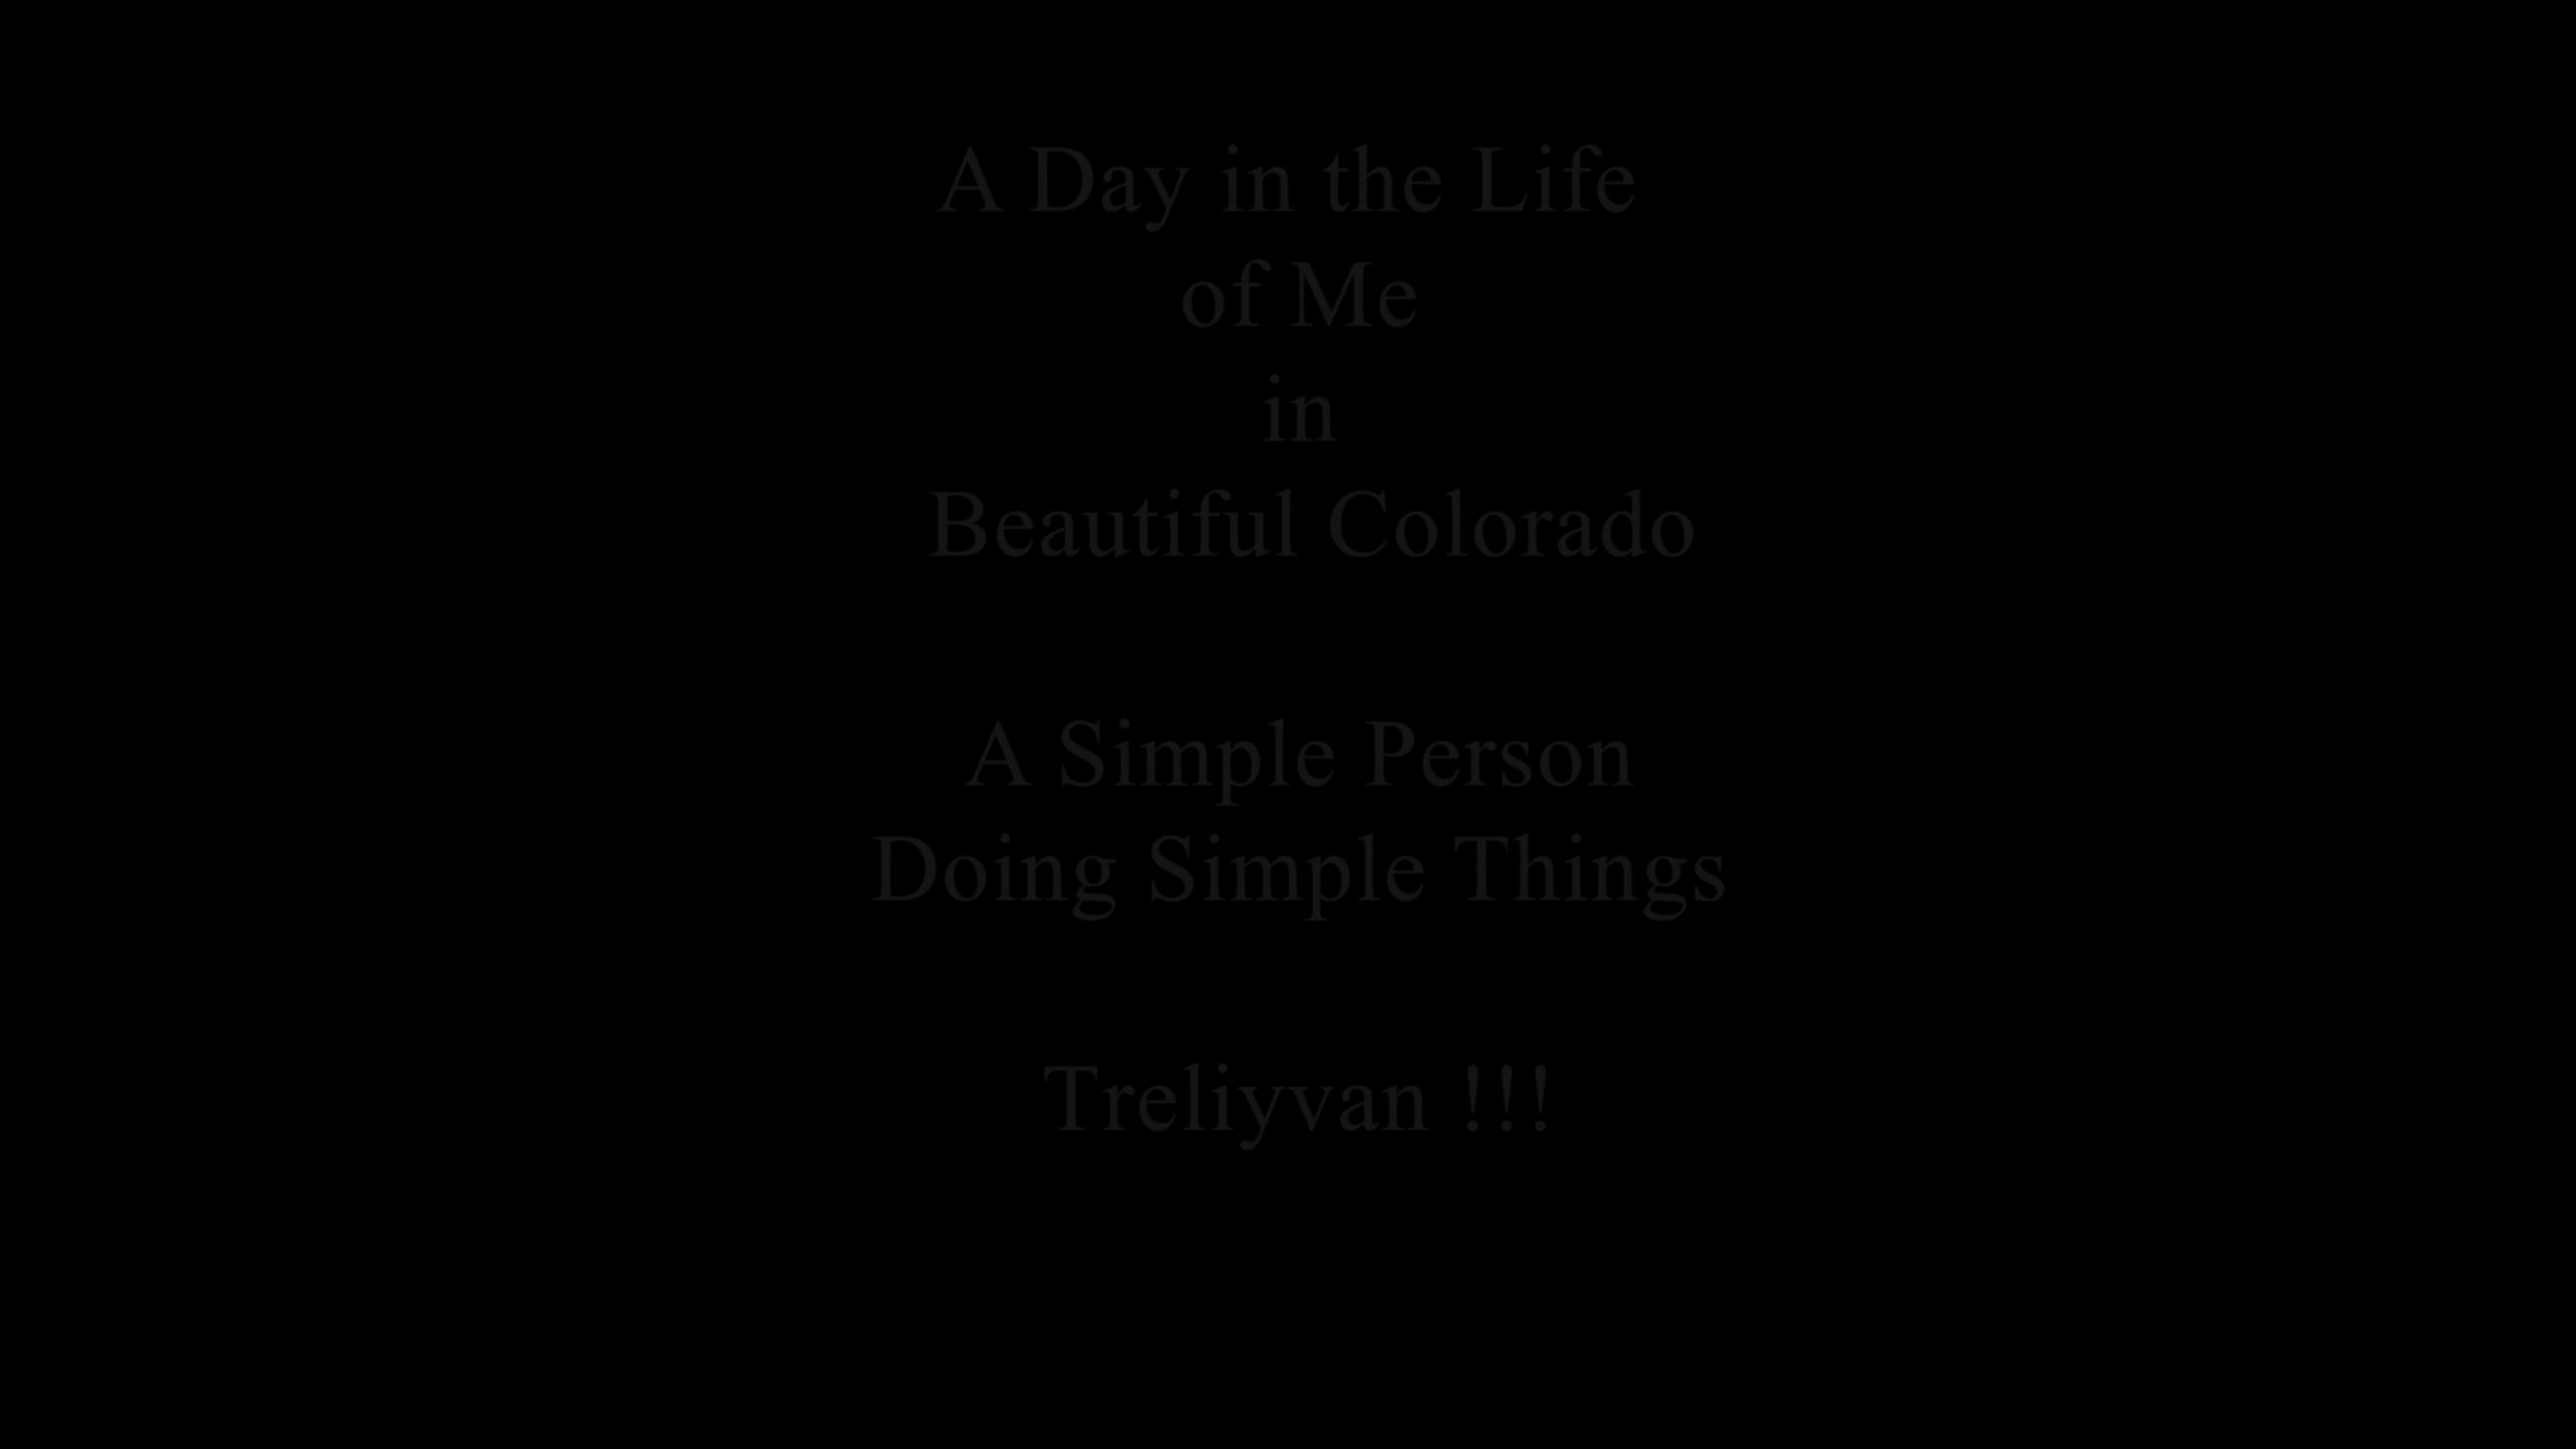 A Day in the Life
of Me
in
Beautiful Colorado
A Simple Person
Doing Simple Things
Treliyvan !!!